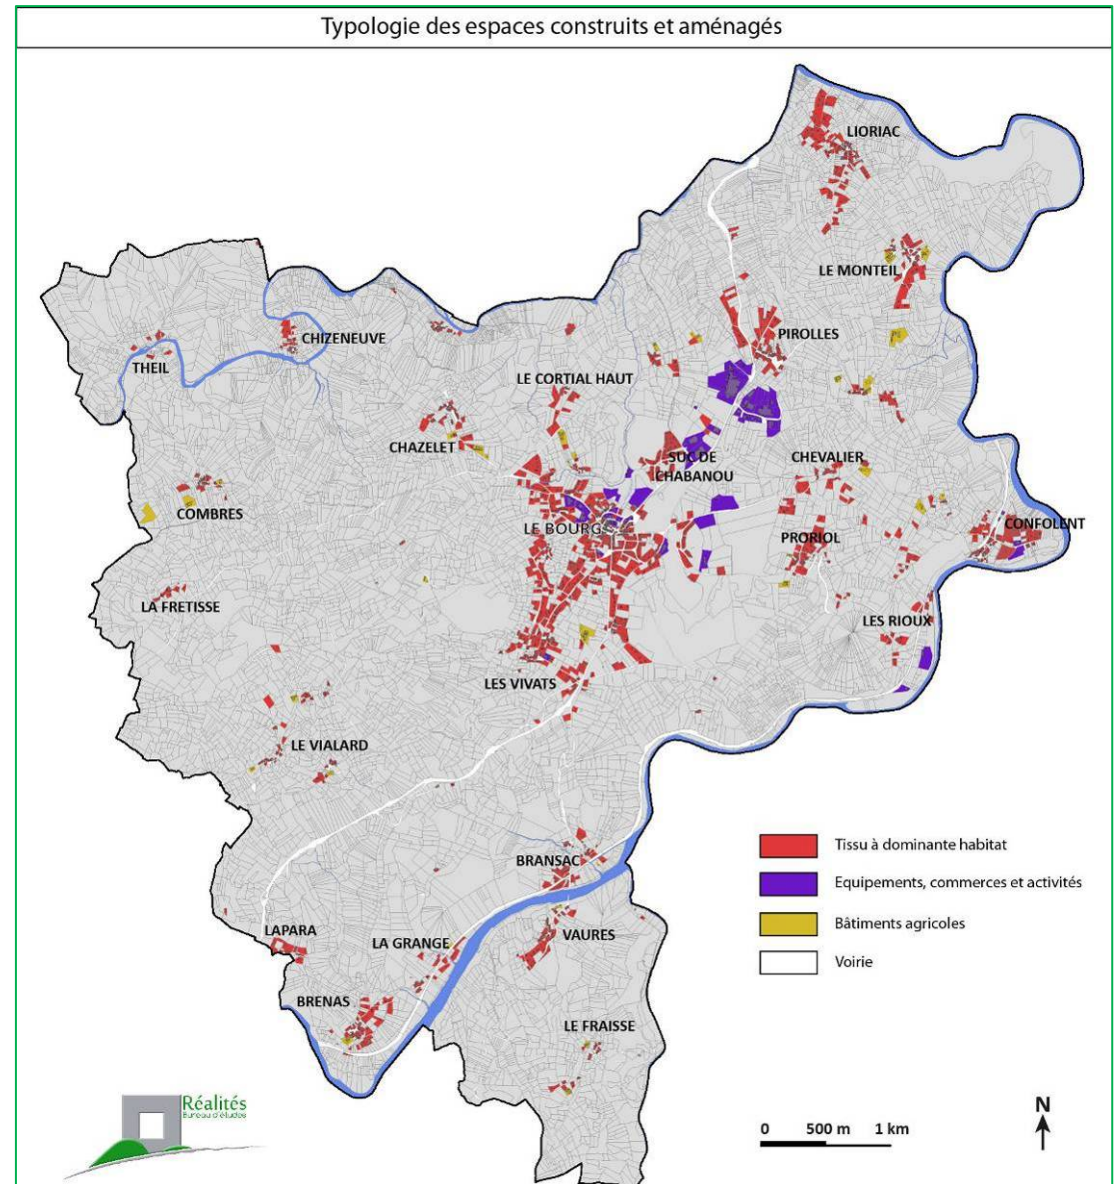 Typologie des espaces construits et aménagés
LIORIAC
LE MONTEIL
PIROLLES
CHIZENEUVE
THEIL
LE CORTIAL HAUT
CHAZELET
SUC DE
CHABANOU
CHEVALIER
COMBRES
LE BOURG
CONFOLENT
PRORIOL
LA FRETISSE
LES RIOUX
LES VIVATS
LE VIALARD
BRANSAC
LAPARA
LA GRANGE
VAURES
BRENAS
LE FRAISSE
Tissu à dominante habitat
Equipements, commerces et activités
Bâtiments agricoles
Voirie
Réalités
Bureau d'études
0 500 m 1 km
N